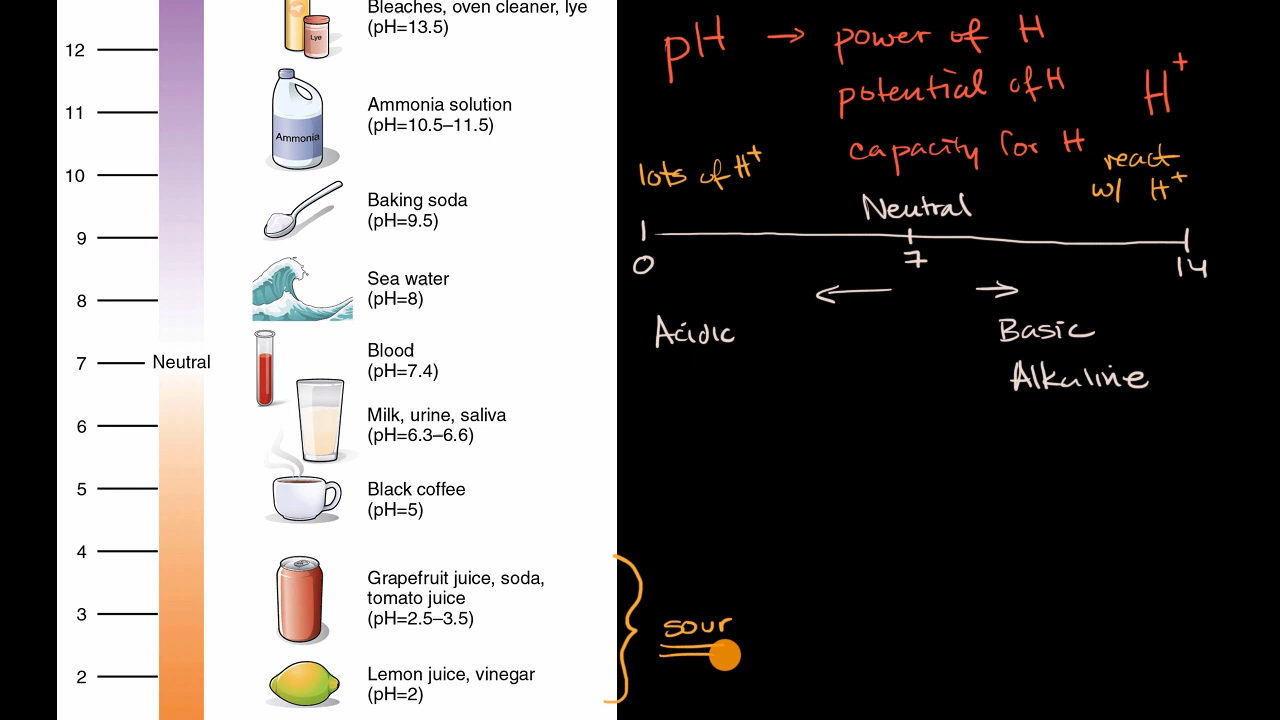 Bleaches, oven cleaner, lye
(pH=13.5)
Lye
12
Ammonia solution
(pH=10.5–11.5)
Ammonia
11
10
Baking soda
(pH=9.5)
9
Sea water
(pH=8)
8
Blood
(pH=7.4)
7
Neutral
Milk, urine, saliva
(pH=6.3–6.6)
6
Black coffee
(pH=5)
5
4
Grapefruit juice, soda,
tomato juice
(pH=2.5–3.5)
3
Lemon juice, vinegar
(pH=2)
2
pH → power of H
potential of H
H+
capacity for H
lots of H+
react
w/ H+
Neutral
0
7
14
← →
Acidic
Basic
Alkaline
sour